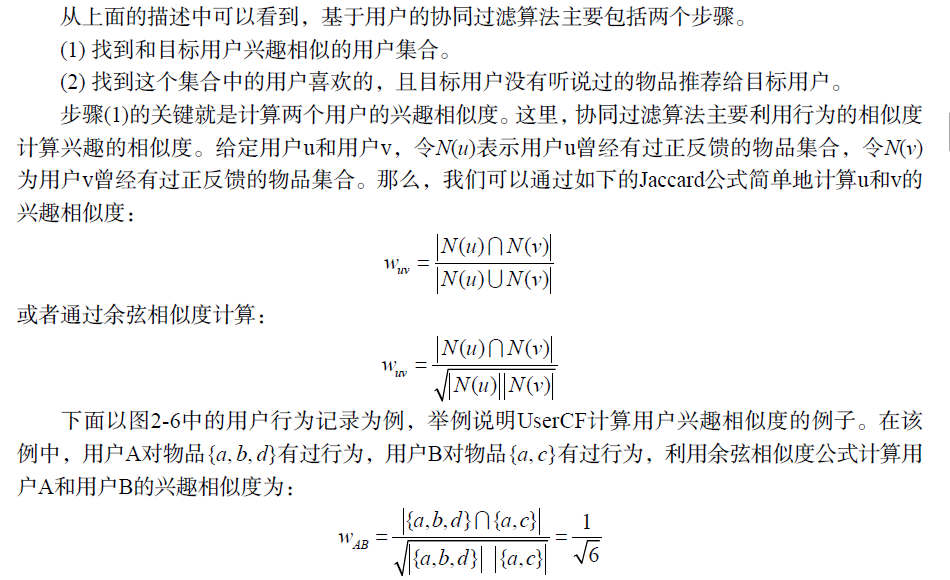 从上面的描述中可以看到，基于用户的协同过滤算法主要包括两个步骤。
(1) 找到和目标用户兴趣相似的用户集合。
(2) 找到这个集合中的用户喜欢的，且目标用户没有听说过的物品推荐给目标用户。
步骤(1)的关键就是计算两个用户的兴趣相似度。这里，协同过滤算法主要利用行为的相似度
计算兴趣的相似度。给定用户u和用户v，令N(u)表示用户u曾经有过正反馈的物品集合，令N(v)
为用户v曾经有过正反馈的物品集合。那么，我们可以通过如下的Jaccard公式简单地计算u和v的
兴趣相似度：
w_{uv} = \frac{|N(u) \bigcap N(v)|}{|N(u) \bigcup N(v)|}
或者通过余弦相似度计算：
w_{uv} = \frac{|N(u) \bigcap N(v)|}{\sqrt{|N(u)||N(v)|}}
下面以图2-6中的用户行为记录为例，举例说明UserCF计算用户兴趣相似度的例子。在该
例中，用户A对物品{a, b, d}有过行为，用户B对物品{a, c}有过行为，利用余弦相似度公式计算用
户A和用户B的兴趣相似度为：
w_{AB} = \frac{|\{a,b,d\} \bigcap \{a,c\}|}{\sqrt{|\{a,b,d\}| |\{a,c\}|}} = \frac{1}{\sqrt{6}}